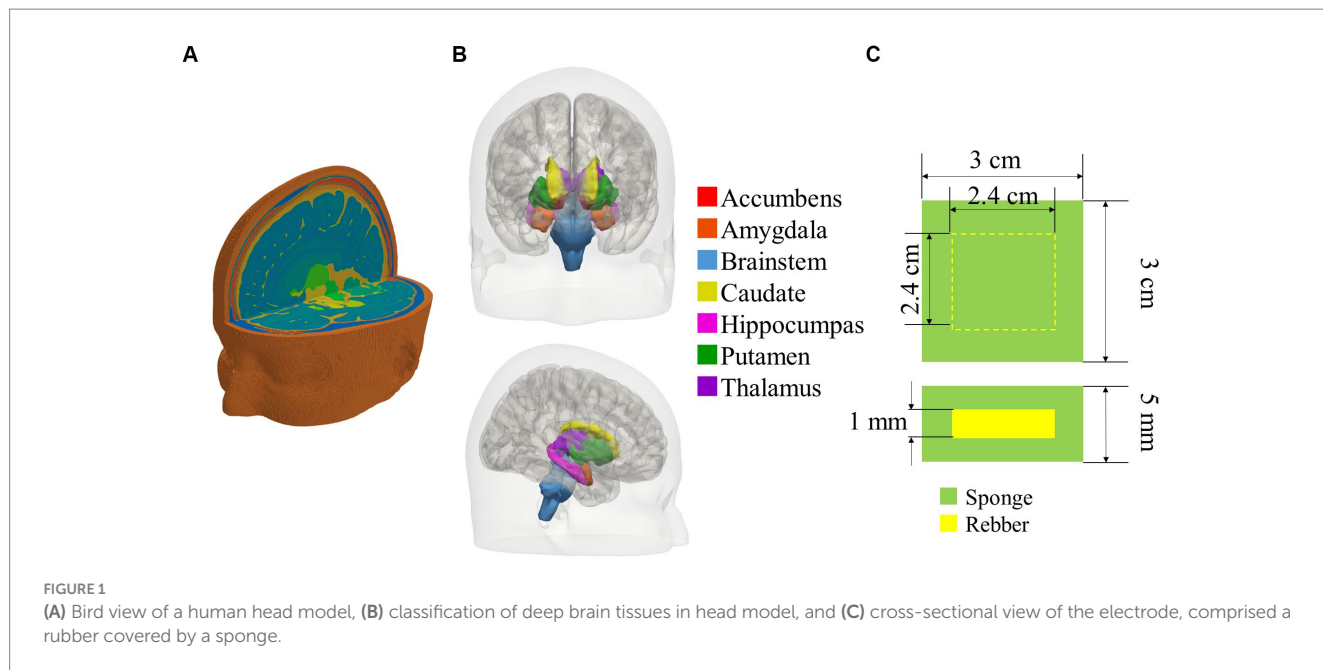 A
B
C
Accumbens
Amygdala
Brainstem
Caudate
Hippocumpas
Putamen
Thalamus
3 cm
2.4 cm
2.4 cm
3 cm
1 mm
5 mm
Sponge
Rebber
FIGURE 1
(A) Bird view of a human head model, (B) classification of deep brain tissues in head model, and (C) cross-sectional view of the electrode, comprised a
rubber covered by a sponge.